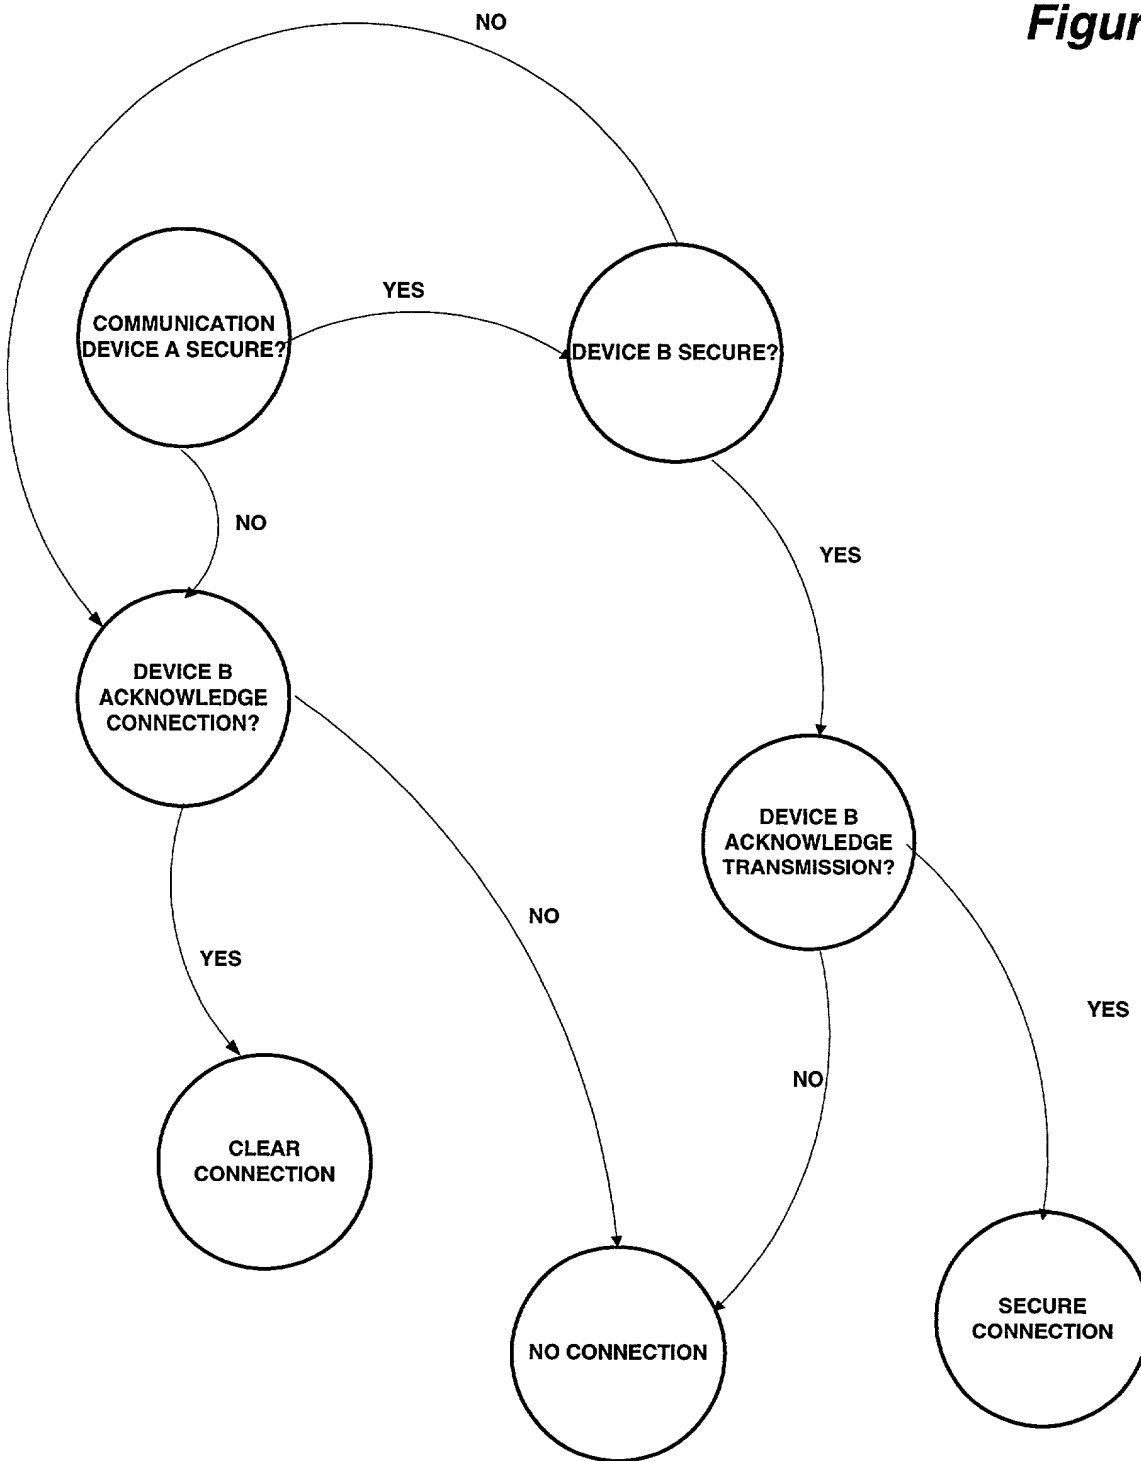 NO
Figur
YES
COMMUNICATION
DEVICE A SECURE?
DEVICE B SECURE?
NO
YES
DEVICE B
ACKNOWLEDGE
CONNECTION?
DEVICE B
ACKNOWLEDGE
TRANSMISSION?
NO
YES
YES
NO
CLEAR
CONNECTION
NO CONNECTION
SECURE
CONNECTION